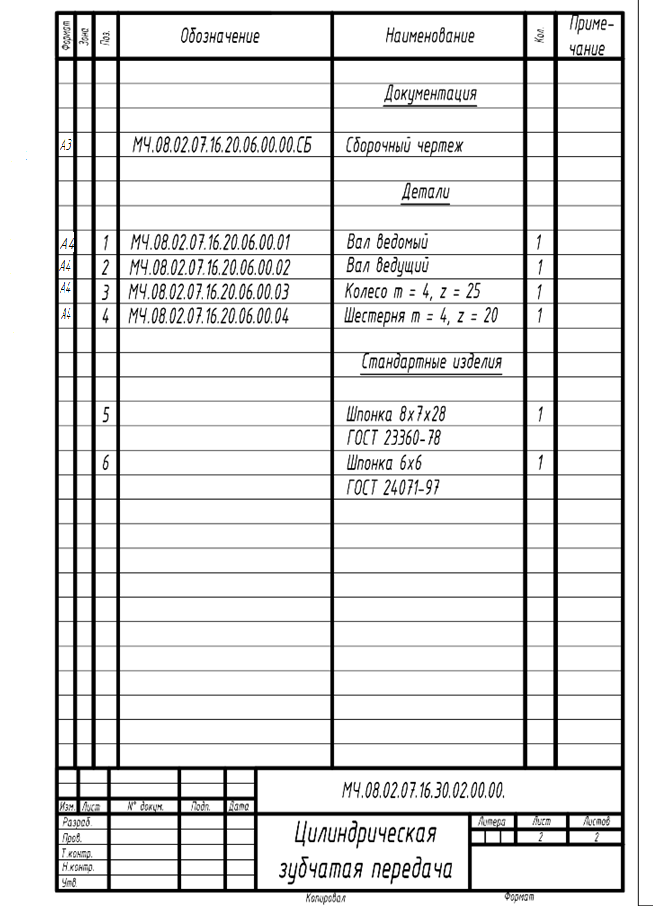 Формат Зона Поз. Обозначение Наименование Кол. Приме-
чание
Документация
А3 МЧ.08.02.07.16.20.06.00.00.СБ Сборочный чертеж
Детали
А4 1 МЧ.08.02.07.16.20.06.00.01 Вал ведомый 1
А4 2 МЧ.08.02.07.16.20.06.00.02 Вал ведущий 1
А4 3 МЧ.08.02.07.16.20.06.00.03 Колесо m = 4, z = 25 1
А4 4 МЧ.08.02.07.16.20.06.00.04 Шестерня m = 4, z = 20 1
Стандартные изделия
5 Шпонка 8х7х28 1
ГОСТ 23360-78
6 Шпонка 6х6 1
ГОСТ 24071-97
МЧ.08.02.07.16.30.02.00.00.
Изм. Лист N° докум. Подп. Дата
Разраб.
Пров.
Т.контр.
Н.контр.
Утв.
Цилиндрическая
зубчатая передача
Литера Лист Листов
2 2
Копировал Формат